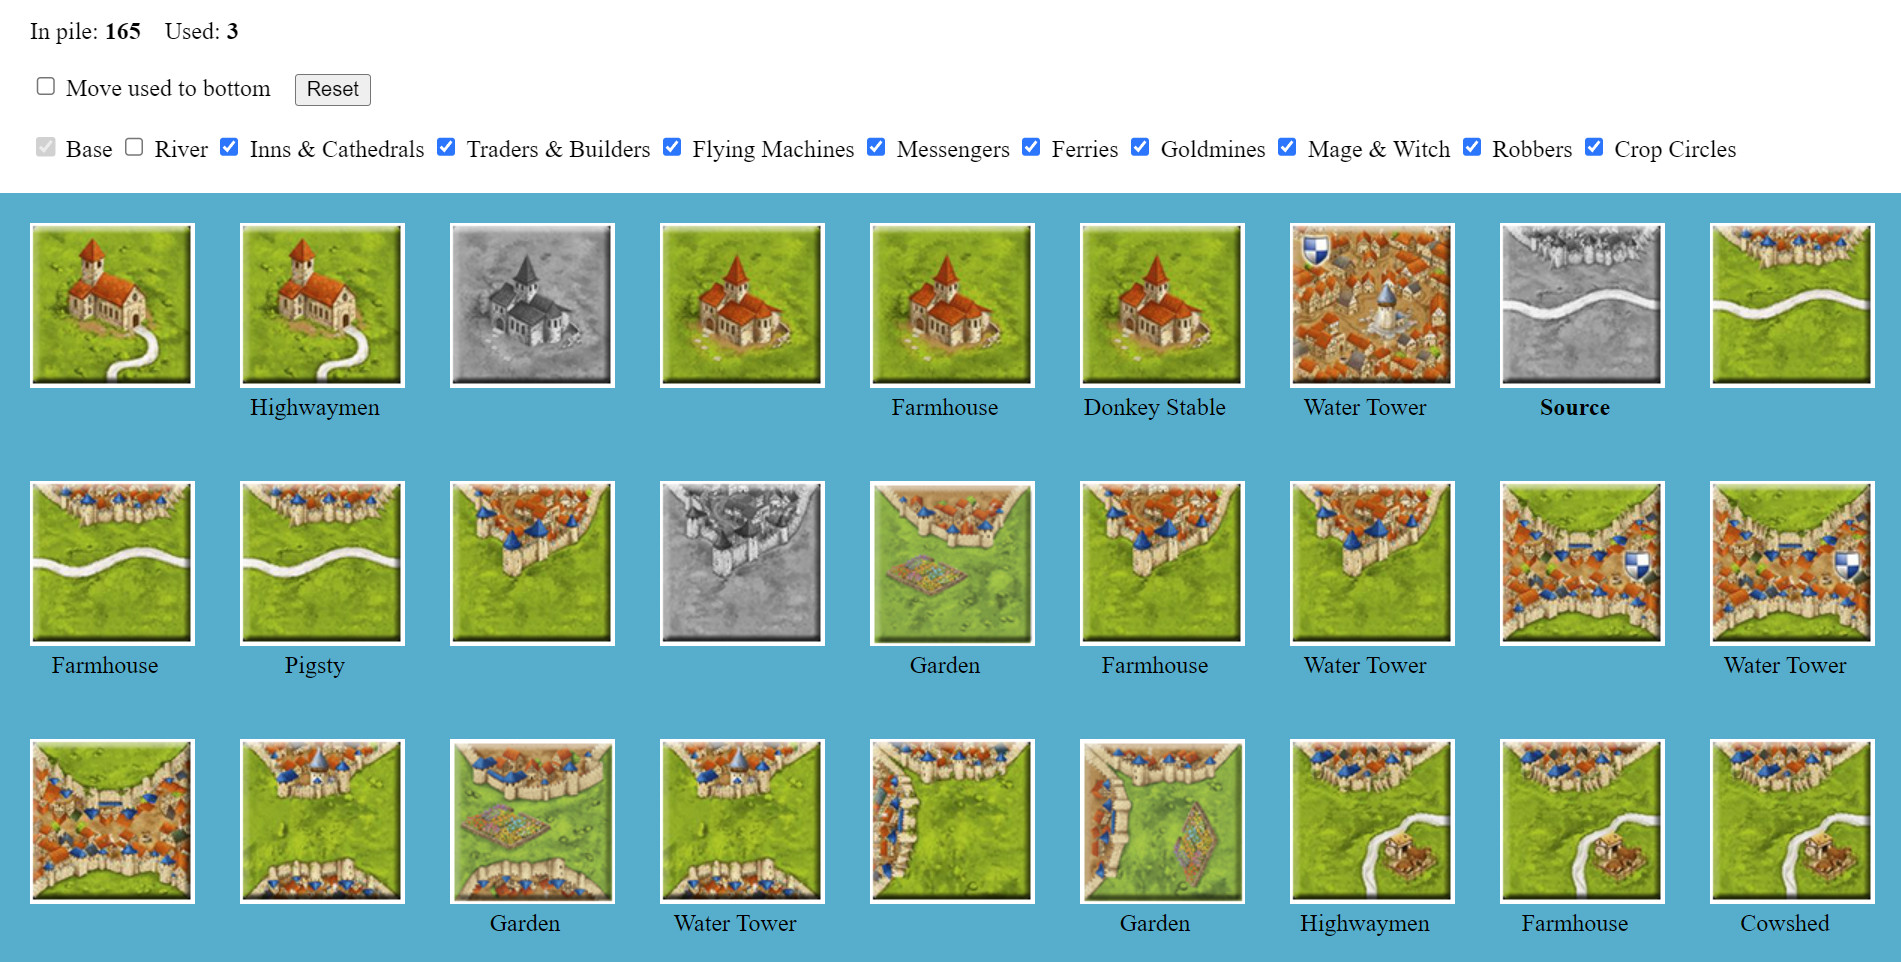 In pile: 165 Used: 3
Move used to bottom Reset
Base River Inns & Cathedrals Traders & Builders Flying Machines Messengers Ferries Goldmines Mage & Witch Robbers Crop Circles
Highwaymen Farmhouse Donkey Stable Water Tower Source
Farmhouse Pigsty Garden Farmhouse Water Tower Water Tower
Garden Water Tower Garden Highwaymen Farmhouse Cowshed